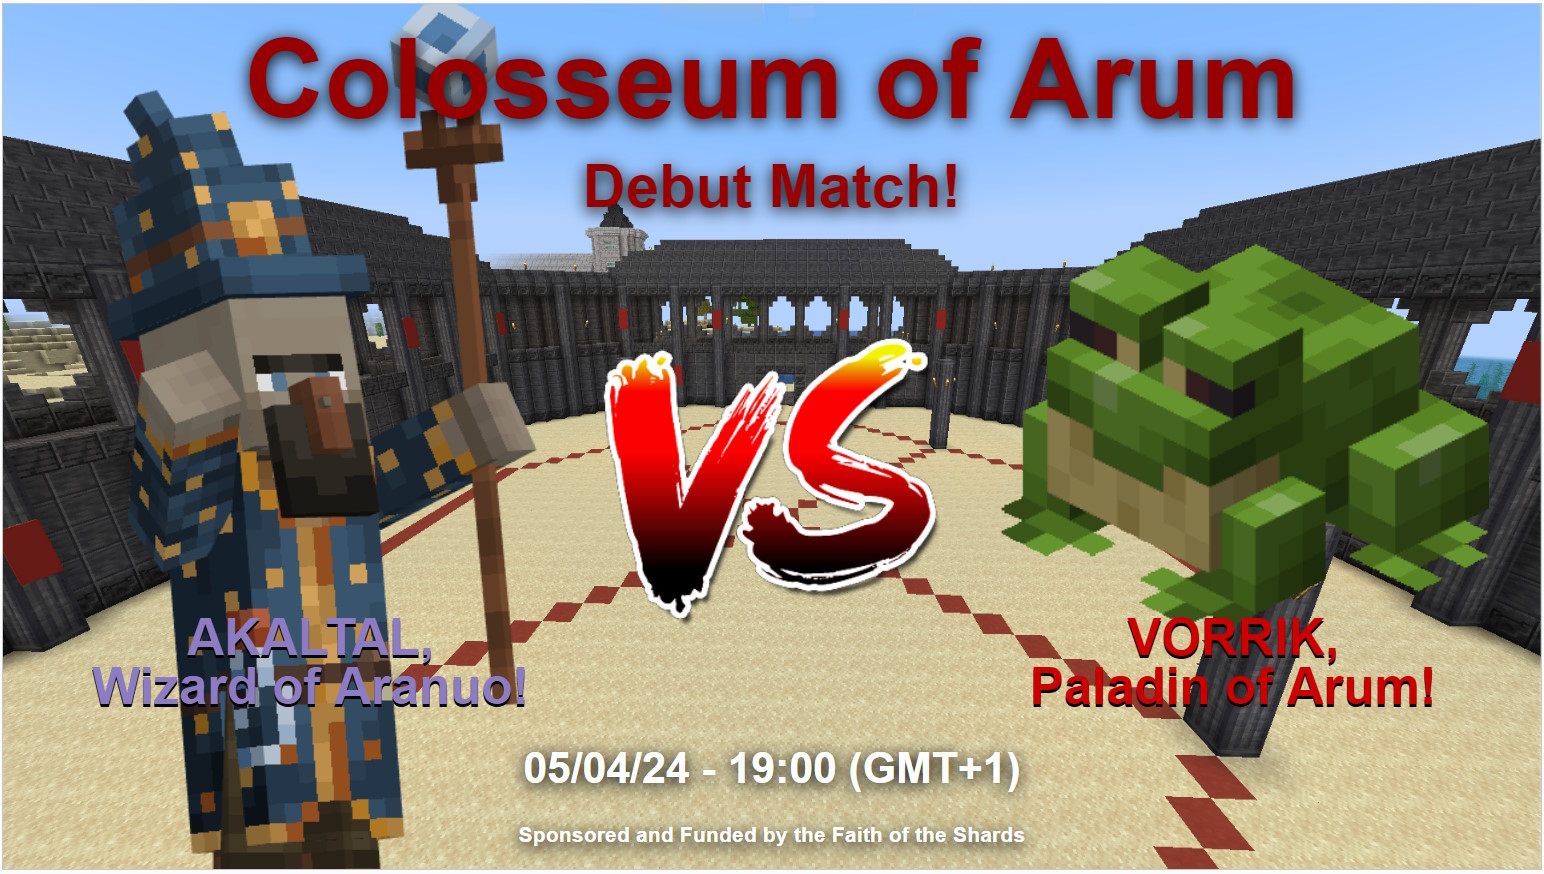 Colosseum of Arum
Debut Match!
VS
AKALTAL,
Wizard of Aranuo!
VORRIK,
Paladin of Arum!
05/04/24 - 19:00 (GMT+1)
Sponsored and Funded by the Faith of the Shards